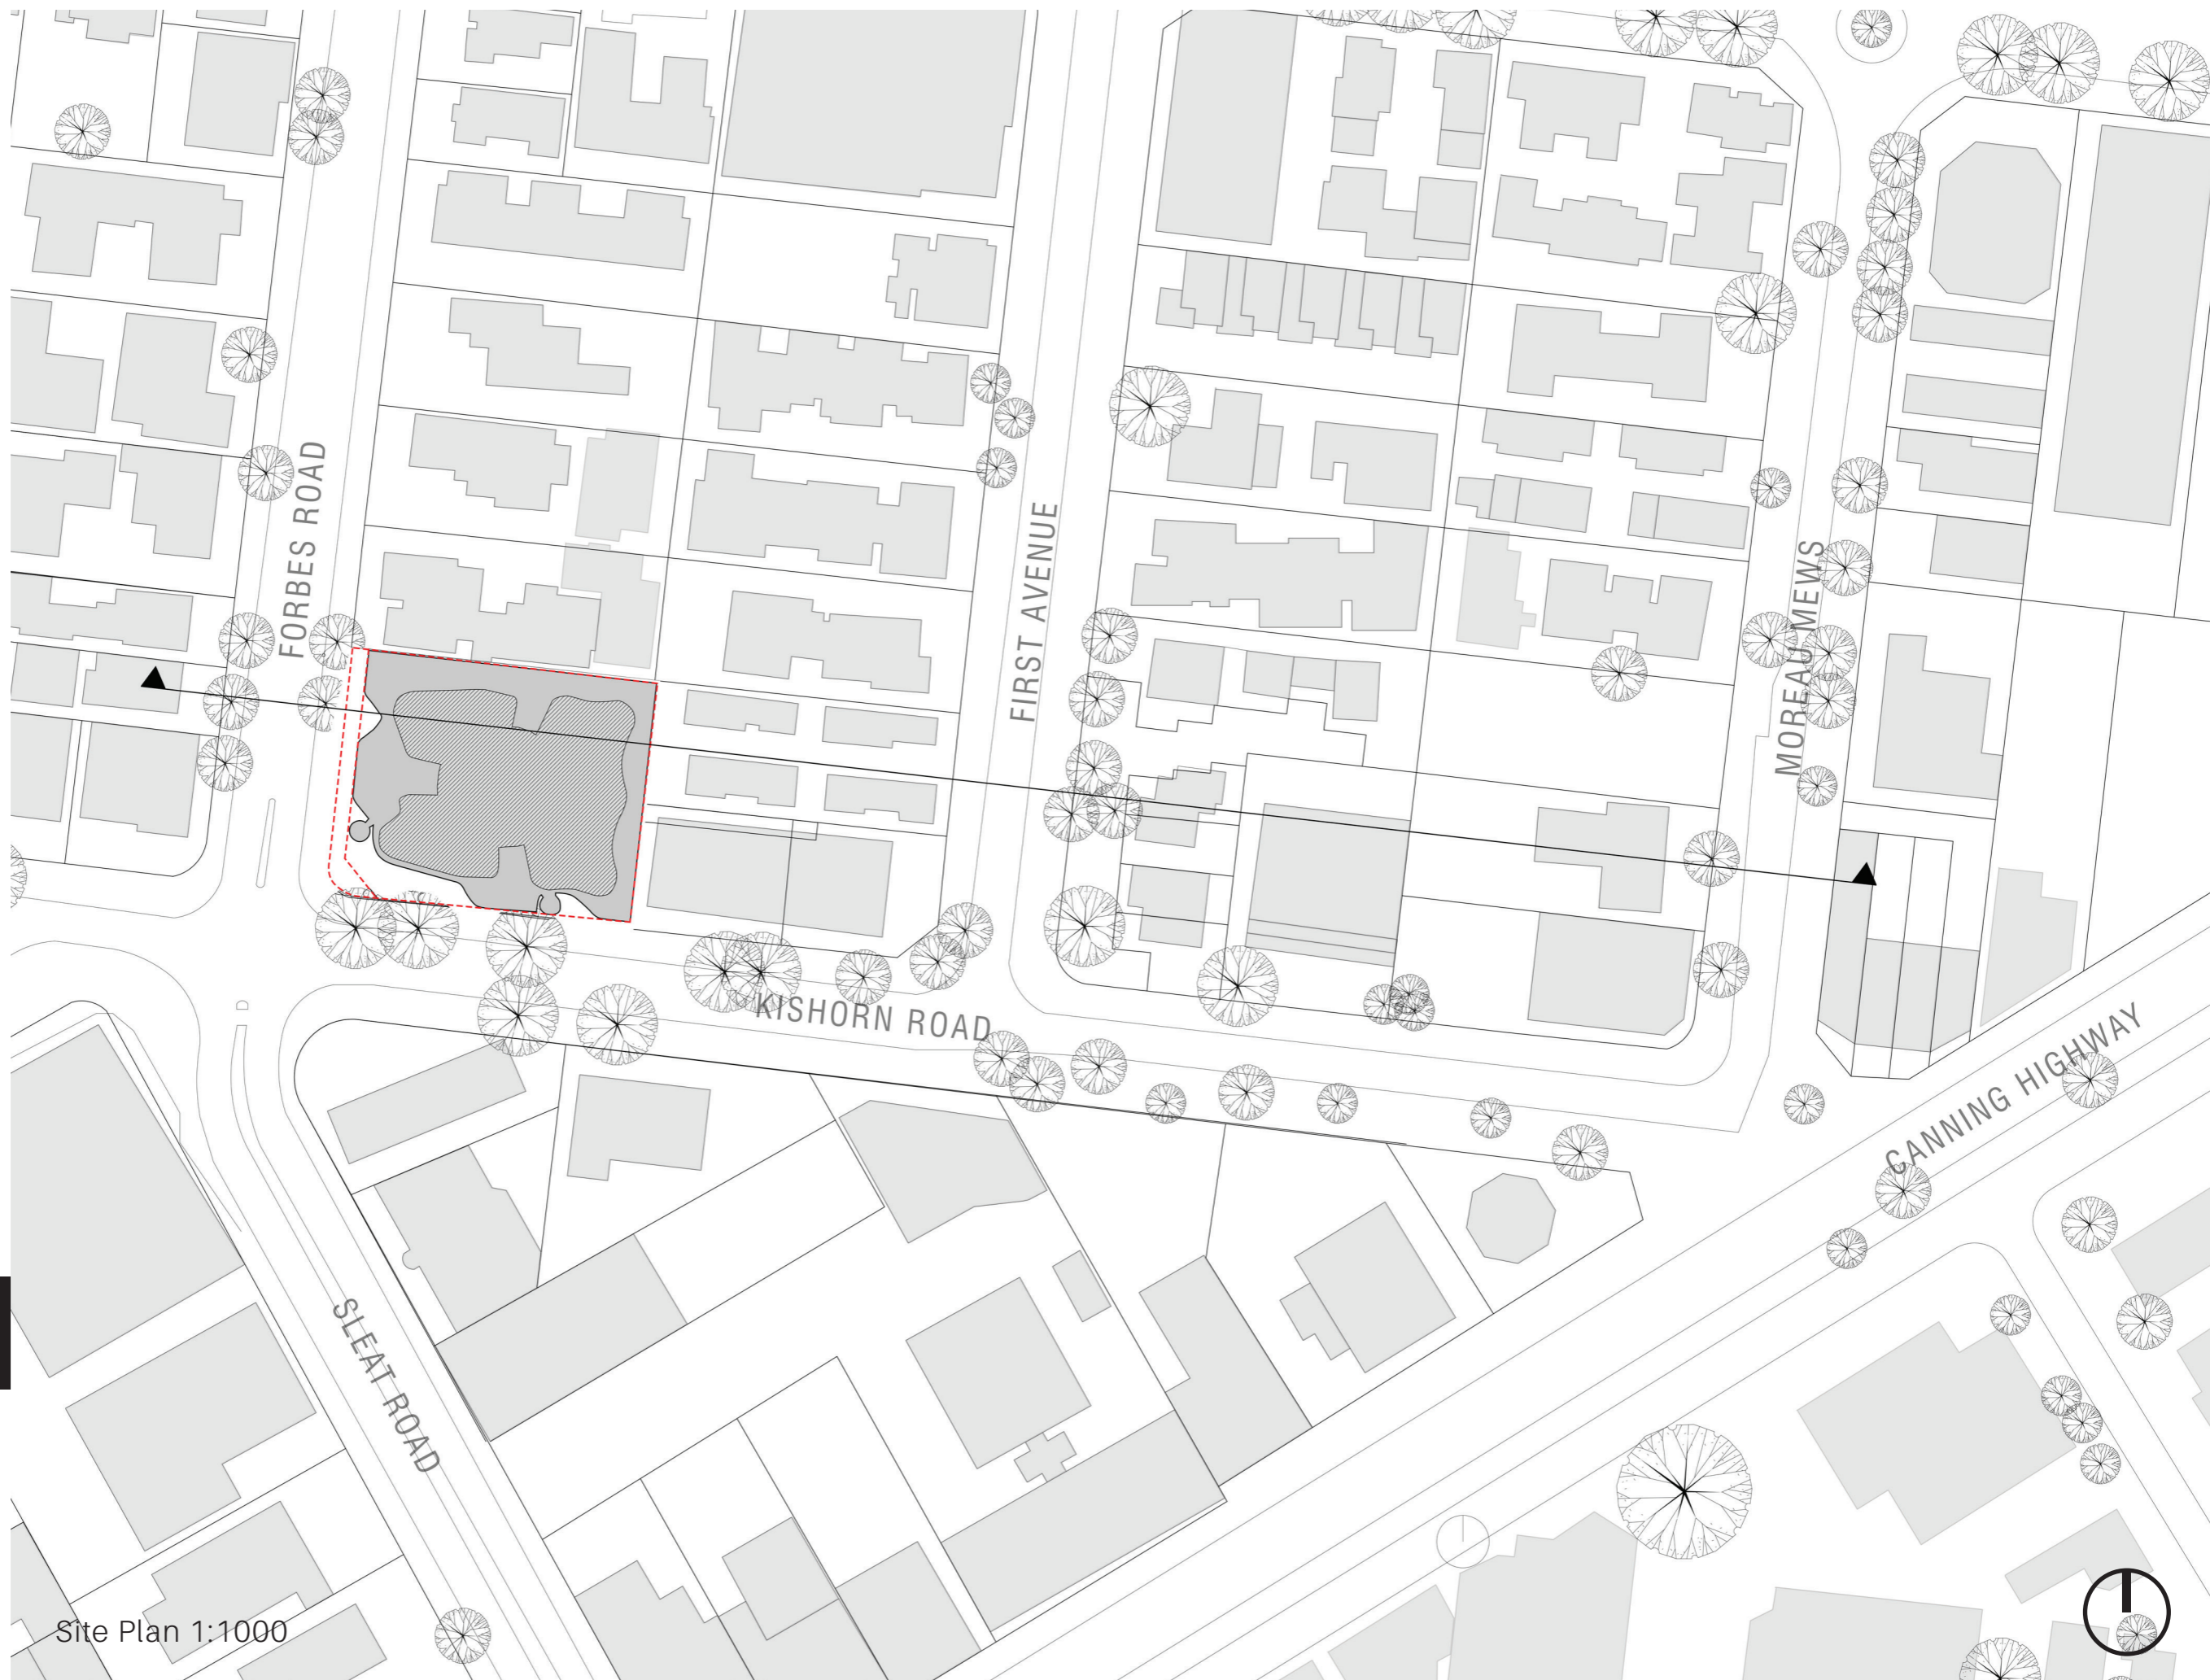 FORBES ROAD
FIRST AVENUE
MOREAU MEWS
KISHORN ROAD
CANNING HIGHWAY
SLEAT ROAD
Site Plan 1:1000